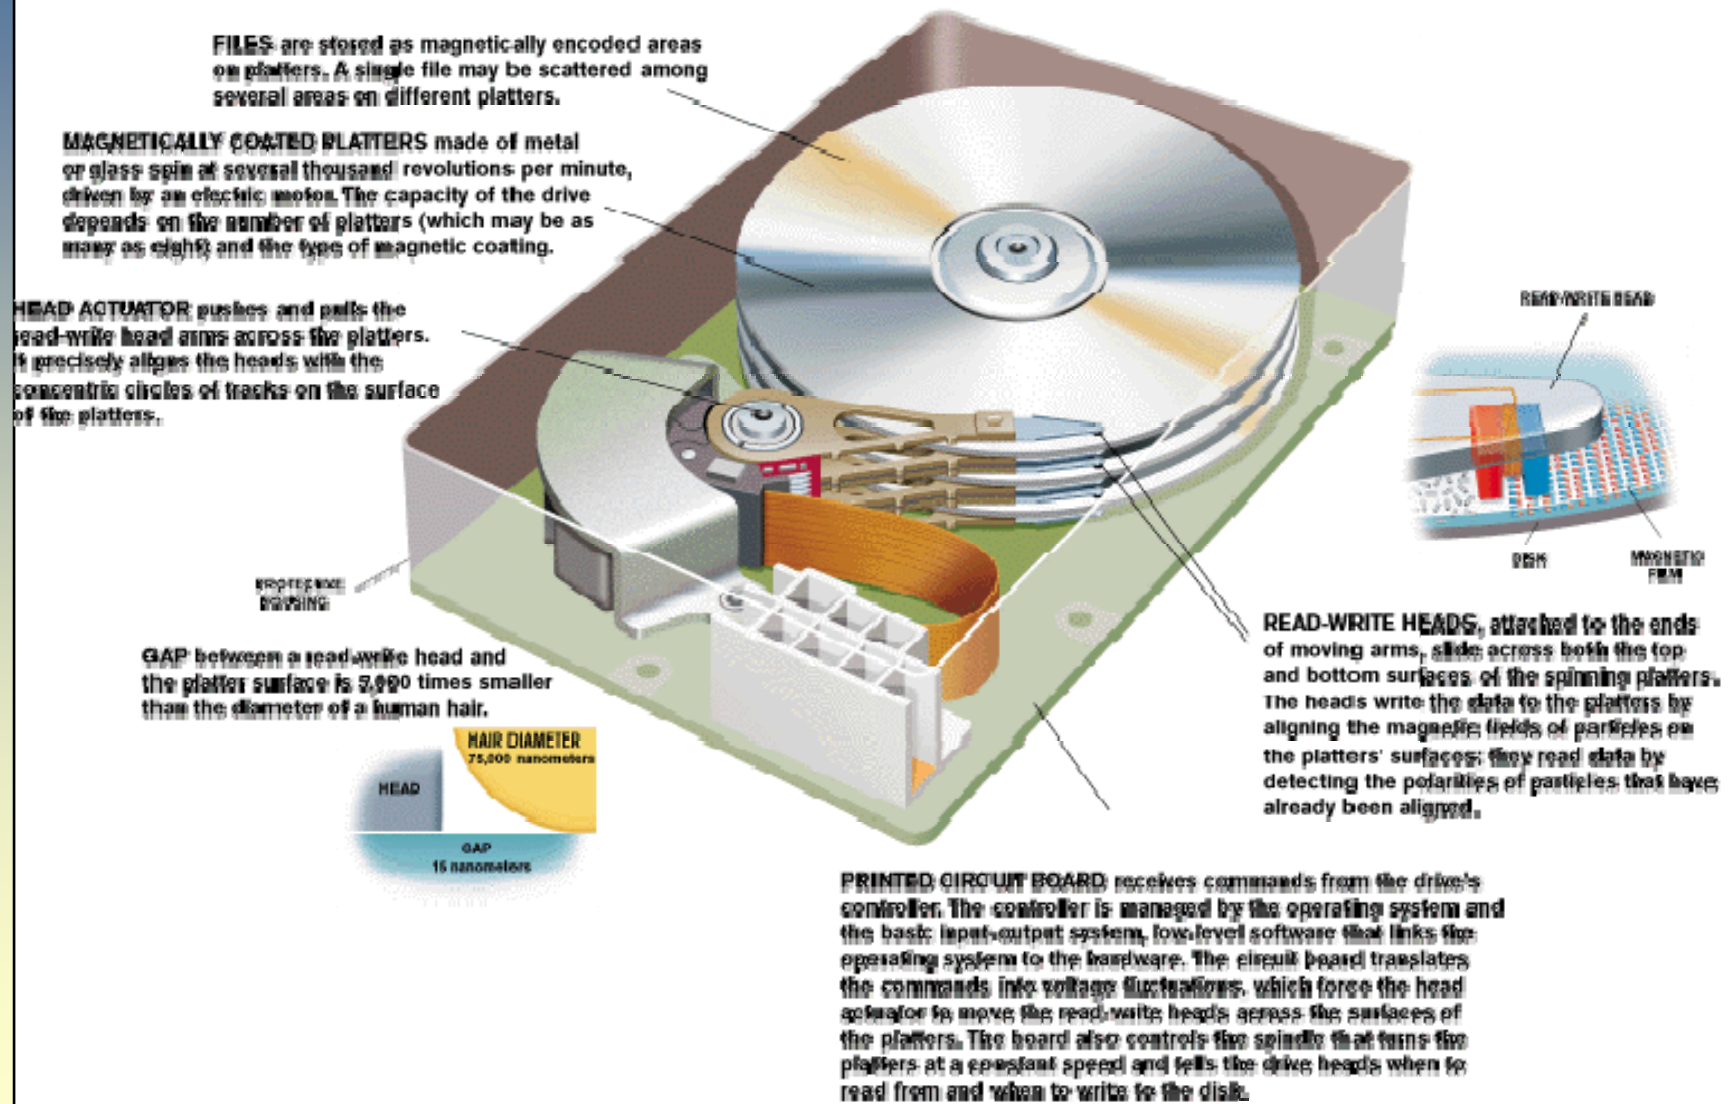 FILES are stored as magnetically encoded areas
on platters. A single file may be scattered among
several areas on different platters.
MAGNETICALLY COATED PLATTERS made of metal
or glass spin at several thousand revolutions per minute,
driven by an electric motor. The capacity of the drive
depends on the number of platters (which may be as
many as eight) and the type of magnetic coating.
HEAD ACTUATOR pushes and pulls the
read-write head arms across the platters.
It precisely aligns the heads with the
concentric circles of tracks on the surface
of the platters.
READ-WRITE HEAD
DISK
MAGNETIC
FILM
PROTECTIVE
HOUSING
GAP between a read-write head and
the platter surface is 5,000 times smaller
than the diameter of a human hair.
HAIR DIAMETER
75,000 nanometers
HEAD
GAP
15 nanometers
READ-WRITE HEADS, attached to the ends
of moving arms, slide across both the top
and bottom surfaces of the spinning platters.
The heads write the data to the platters by
aligning the magnetic fields of particles on
the platters' surfaces; they read data by
detecting the polarities of particles that have
already been aligned.
PRINTED CIRCUIT BOARD receives commands from the drive's
controller. The controller is managed by the operating system and
the basic input-output system, low-level software that links the
operating system to the hardware. The circuit board translates
the commands into voltage fluctuations, which force the head
actuator to move the read-write heads across the surfaces of
the platters. The board also controls the spindle that turns the
platters at a constant speed and tells the drive heads when to
read from and when to write to the disk.